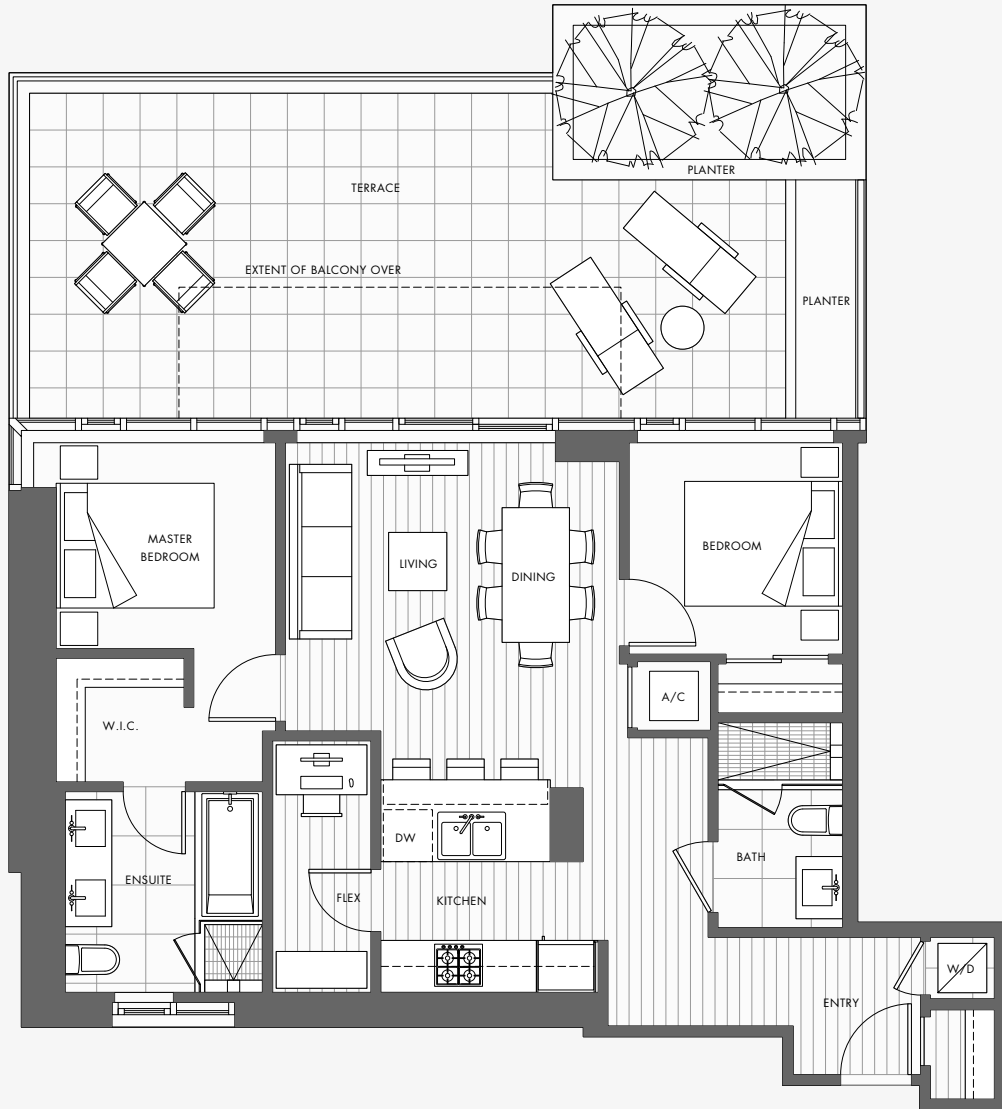 PLANTER
TERRACE
EXTENT OF BALCONY OVER
PLANTER
MASTER
BEDROOM
LIVING
DINING
BEDROOM
A/C
W.I.C.
DW
BATH
ENSUITE
FLEX
KITCHEN
W/D
ENTRY